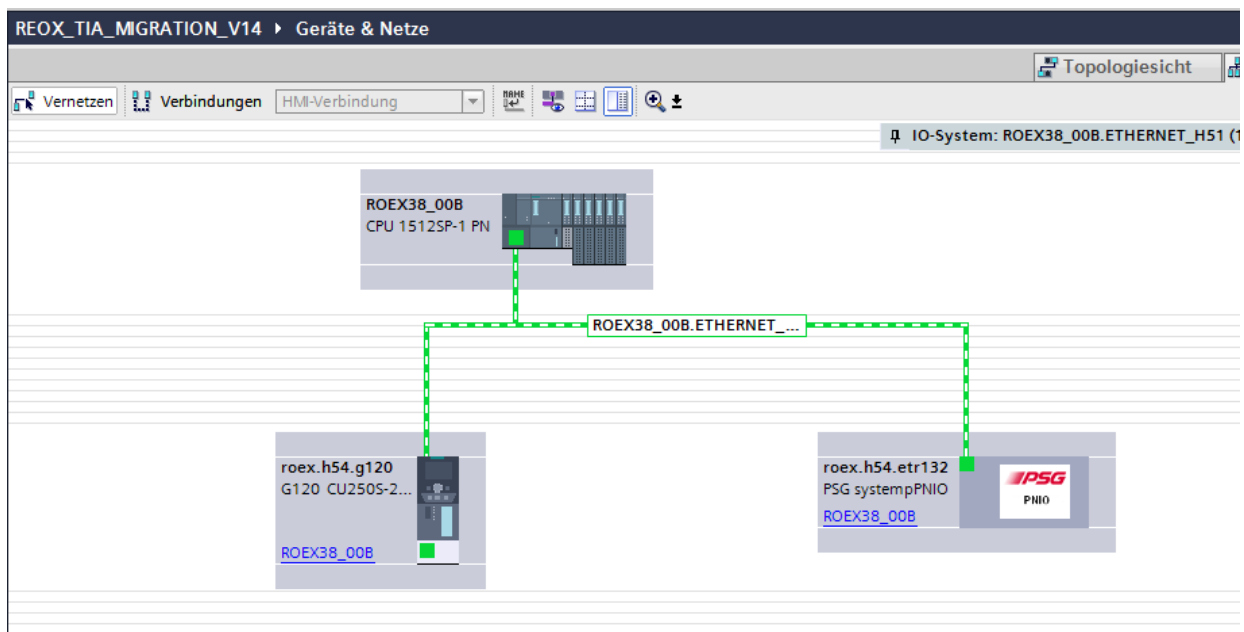 REOX_TIA_MIGRATION_V14 ▸ Geräte & Netze
Topologiesicht
Vernetzen Verbindungen HMI-Verbindung
IO-System: ROEX38_00B.ETHERNET_H51 (1
ROEX38_00B
CPU 1512SP-1 PN
ROEX38_00B.ETHERNET_...
roex.h54.g120
G120 CU250S-2...
ROEX38_00B
roex.h54.etr132
PSG systempPNIO
ROEX38_00B
PSG
PNIO